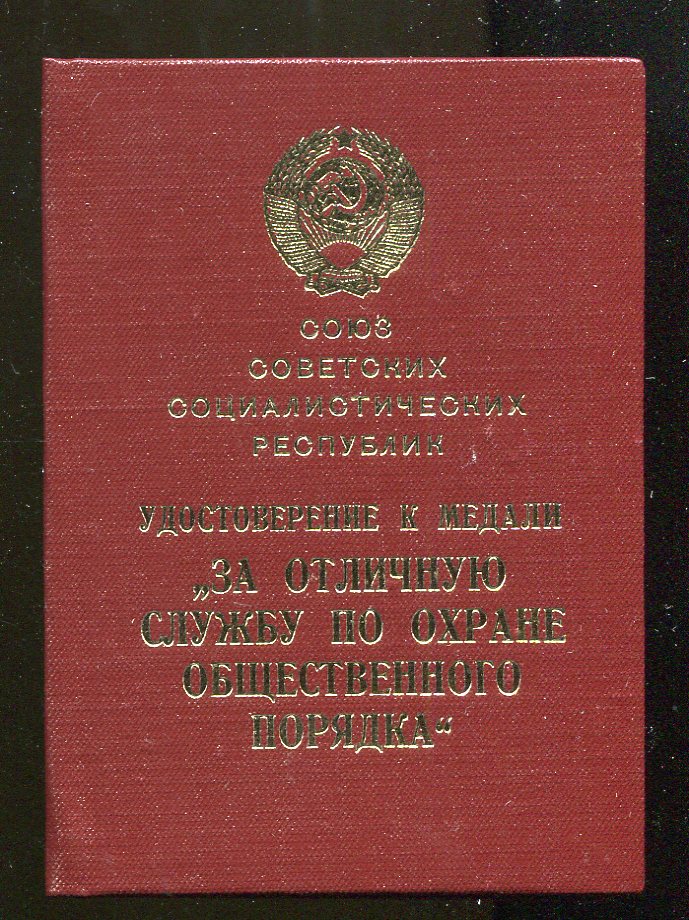 СОЮЗ
СОВЕТСКИХ
СОЦИАЛИСТИЧЕСКИХ
РЕСПУБЛИК
УДОСТОВЕРЕНИЕ К МЕДАЛИ
„ЗА ОТЛИЧНУЮ
СЛУЖБУ ПО ОХРАНЕ
ОБЩЕСТВЕННОГО
ПОРЯДКА“